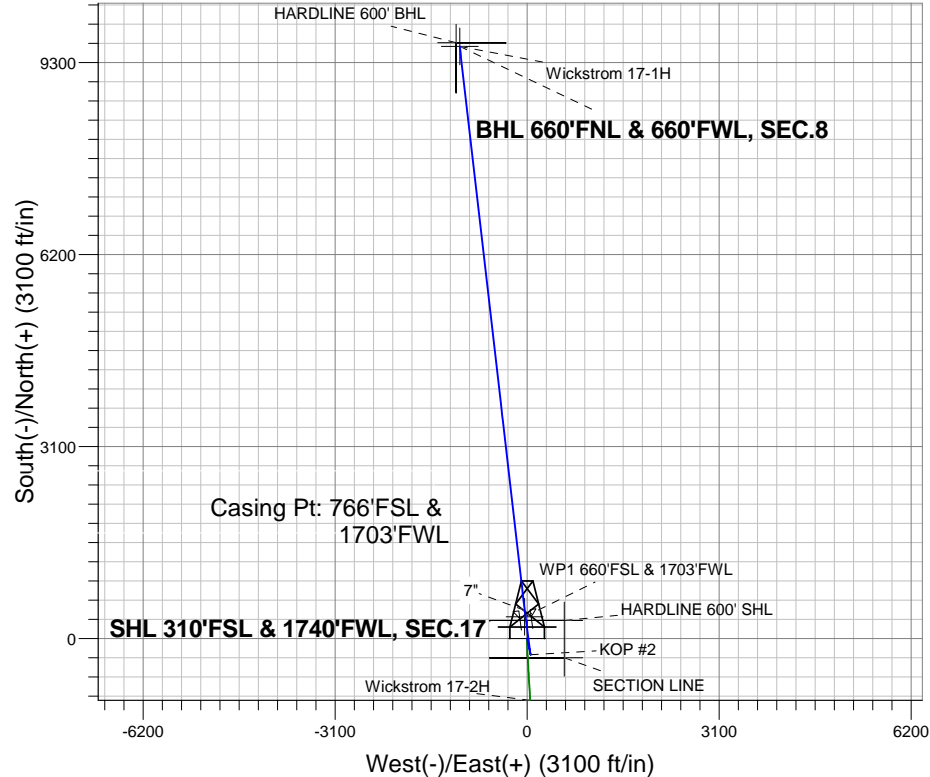 HARDLINE 600' BHL
9300
Wickstrom 17-1H
BHL 660'FNL & 660'FWL, SEC.8
South(-)/North(+) (3100 ft/in)
6200
3100
Casing Pt: 766'FSL &
1703'FWL
WP1 660'FSL & 1703'FWL
7"
HARDLINE 600' SHL
SHL 310'FSL & 1740'FWL, SEC.17
0
KOP #2
Wickstrom 17-2H
SECTION LINE
-6200
-3100
0
3100
6200
West(-)/East(+) (3100 ft/in)